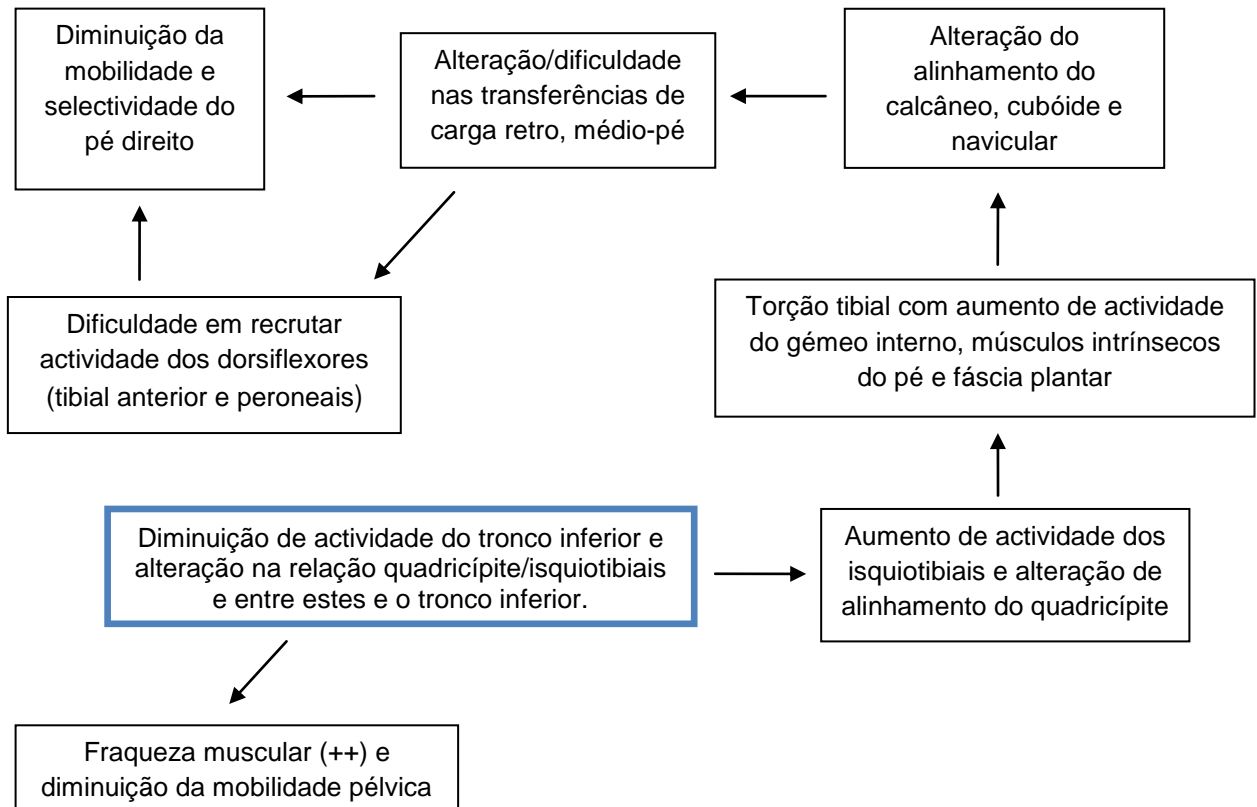 Diminuição da
mobilidade e
selectividade do
pé direito
Alteração/dificuldade
nas transferências de
carga retro, médio-pé
Alteração do
alinhamento do
calcâneo, cubóide e
navicular
Dificuldade em recrutar
actividade dos dorsiflexores
(tibial anterior e peroneais)
Torção tibial com aumento de actividade
do gémeo interno, músculos intrínsecos
do pé e fáscia plantar
Diminuição de actividade do tronco inferior e
alteração na relação quadricípite/isquiotibiais
e entre estes e o tronco inferior.
Aumento de actividade dos
isquiotibiais e alteração de
alinhamento do quadricípite
Fraqueza muscular (++) e
diminuição da mobilidade pélvica